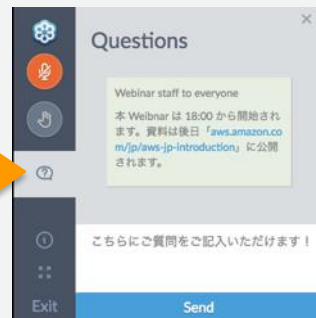 Questions
Webinar staff to everyone
本 Weibnar は 18:00 から開始され
ます。資料は後日「aws.amazon.co
m/jp/aws-jp-introduction」に公開
されます。
こちらにご質問をご記入いただけます！
Exit
Send